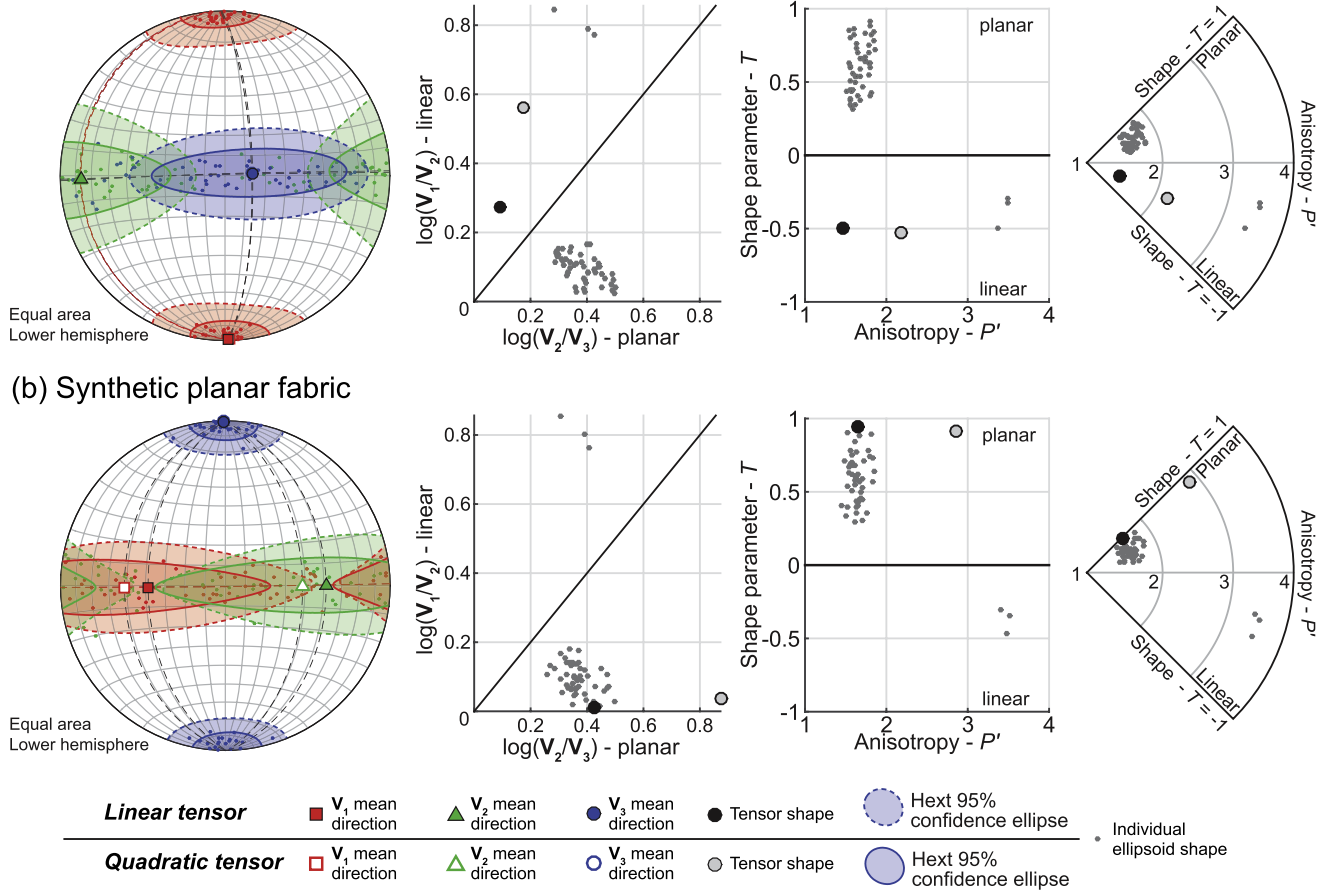 Equal area
Lower hemisphere
0.8
0.6
0.4
0.2
0
0.2 0.4 0.6 0.8
log(V1/V2) - linear
log(V2/V3) - planar
1
0.5
0
-0.5
-1
1 2 3 4
Shape parameter - T
Anisotropy - P'
planar
linear
Shape - T = 1
Planar
1 2 3 4
Anisotropy - P'
Shape - T = -1
Linear
(b) Synthetic planar fabric
Equal area
Lower hemisphere
0.8
0.6
0.4
0.2
0
0.2 0.4 0.6 0.8
log(V1/V2) - linear
log(V2/V3) - planar
1
0.5
0
-0.5
-1
1 2 3 4
Shape parameter - T
Anisotropy - P'
planar
linear
Shape - T = 1
Planar
1 2 3 4
Anisotropy - P'
Shape - T = -1
Linear
Linear tensor
V1 mean
direction
V2 mean
direction
V3 mean
direction
Tensor shape
Hext 95%
confidence ellipse
Quadratic tensor
V1 mean
direction
V2 mean
direction
V3 mean
direction
Tensor shape
Hext 95%
confidence ellipse
Individual
ellipsoid shape